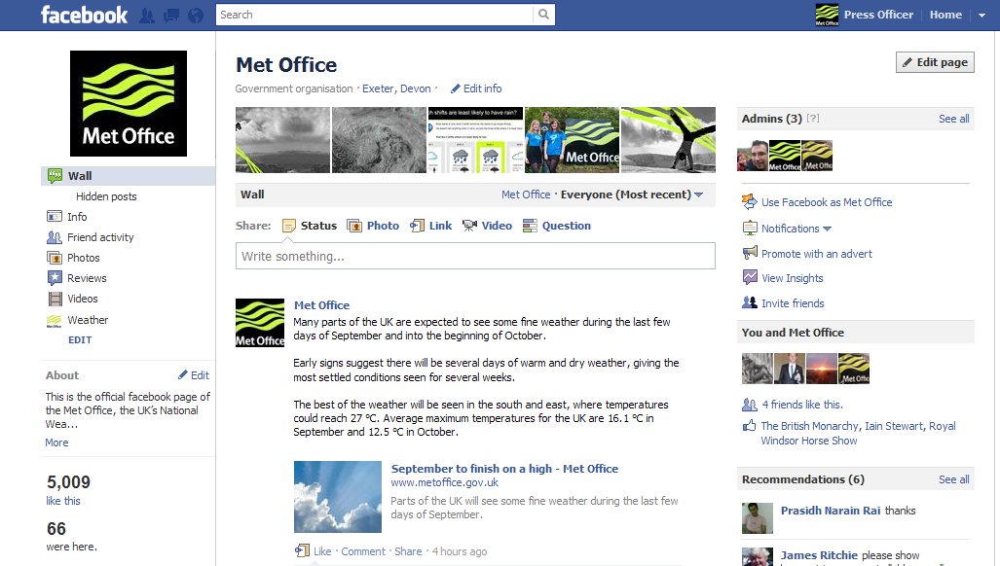 facebook
Search
Press Officer
Home
Met Office
Met Office
Government organisation · Exeter, Devon · Edit info
Edit page
Met Office
Wall
Hidden posts
Info
Friend activity
Photos
Reviews
Videos
Weather
EDIT
About
Edit
This is the official facebook page of
the Met Office, the UK's National
Wea...
More
5,009
like this
66
were here.
Wall
Met Office · Everyone (Most recent)
Share:
Status
Photo
Link
Video
Question
Write something...
Met Office
Met Office
Many parts of the UK are expected to see some fine weather during the last few
days of September and into the beginning of October.
Early signs suggest there will be several days of warm and dry weather, giving the
most settled conditions seen for several weeks.
The best of the weather will be seen in the south and east, where temperatures
could reach 27 °C. Average maximum temperatures for the UK are 16.1 °C in
September and 12.5 °C in October.
September to finish on a high - Met Office
www.metoffice.gov.uk
Parts of the UK will see some fine weather during the last few
days of September.
Like · Comment · Share · 4 hours ago
Admins (3) [?]
See all
Met Office
Met Office
Use Facebook as Met Office
Notifications
Promote with an advert
View Insights
Invite friends
You and Met Office
Met Office
4 friends like this.
The British Monarchy, Iain Stewart, Royal
Windsor Horse Show
Recommendations (6)
See all
Prasidh Narain Rai thanks
James Ritchie please show